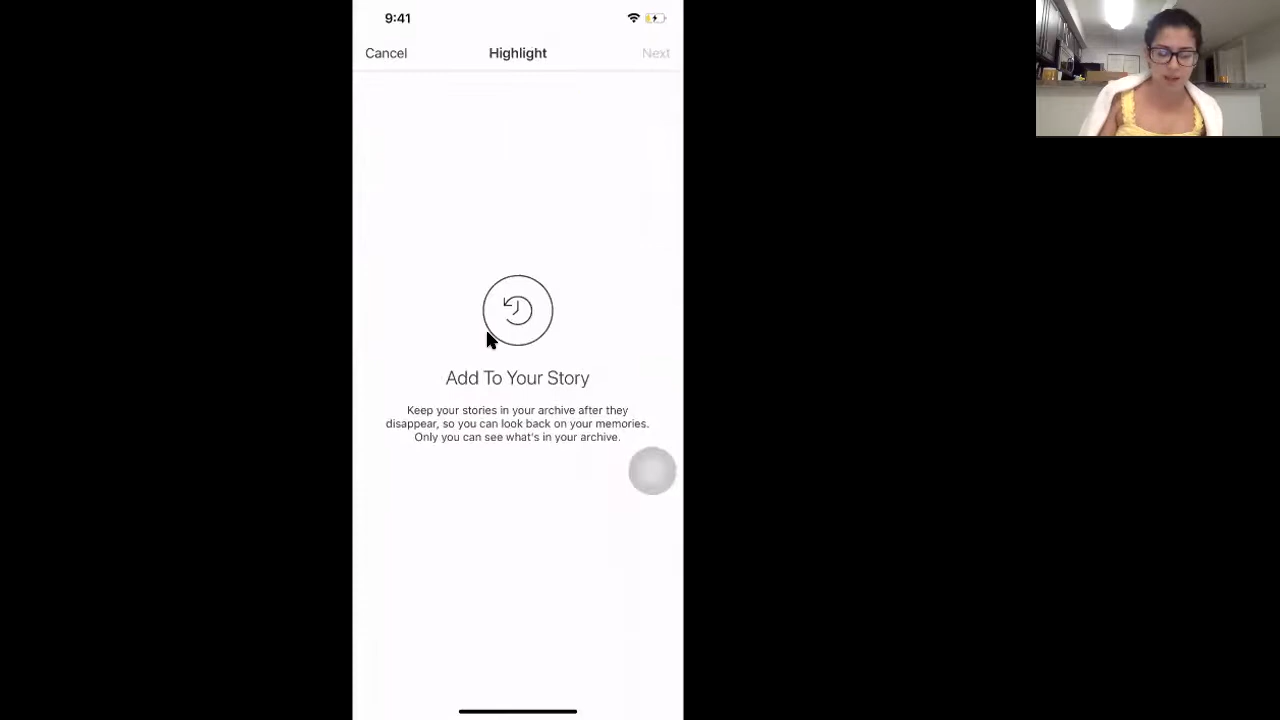 9:41
Cancel Highlight Next
Add To Your Story
Keep your stories in your archive after they
disappear, so you can look back on your memories.
Only you can see what's in your archive.